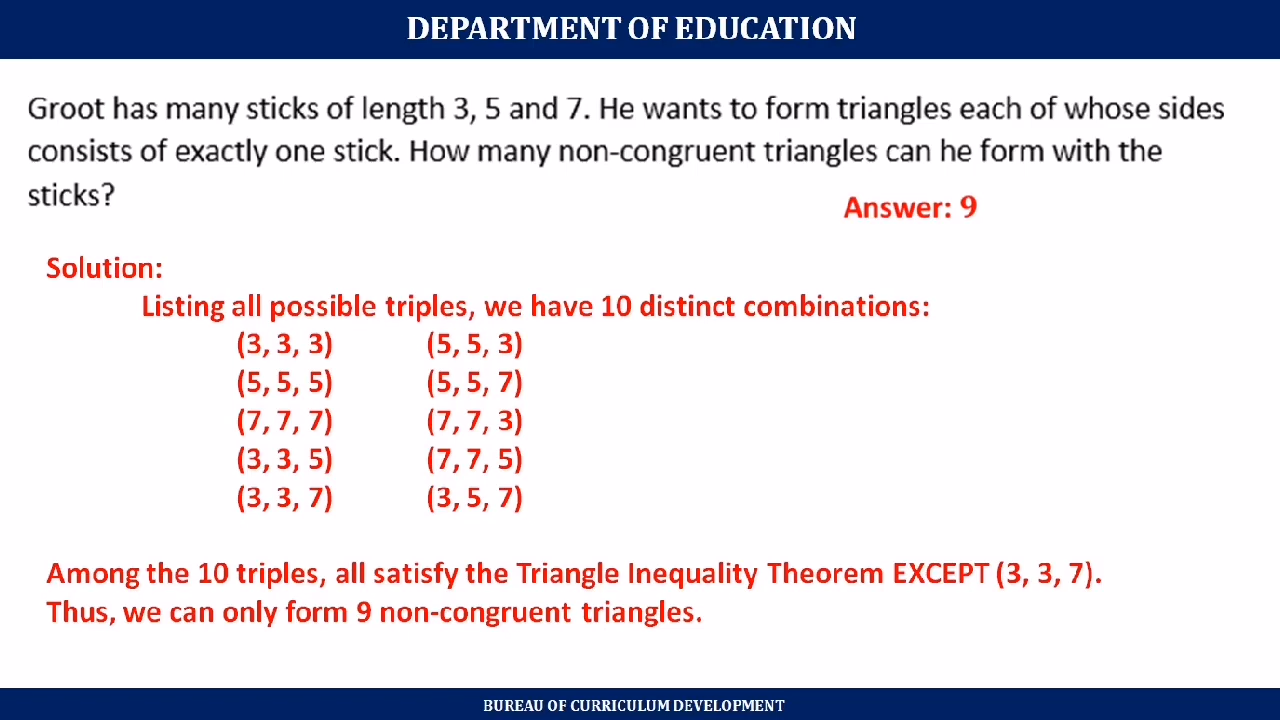 DEPARTMENT OF EDUCATION
Groot has many sticks of length 3, 5 and 7. He wants to form triangles each of whose sides
consists of exactly one stick. How many non-congruent triangles can he form with the
sticks?
Answer: 9
Solution:
Listing all possible triples, we have 10 distinct combinations:
(3, 3, 3) (5, 5, 3)
(5, 5, 5) (5, 5, 7)
(7, 7, 7) (7, 7, 3)
(3, 3, 5) (7, 7, 5)
(3, 3, 7) (3, 5, 7)
Among the 10 triples, all satisfy the Triangle Inequality Theorem EXCEPT (3, 3, 7).
Thus, we can only form 9 non-congruent triangles.
BUREAU OF CURRICULUM DEVELOPMENT